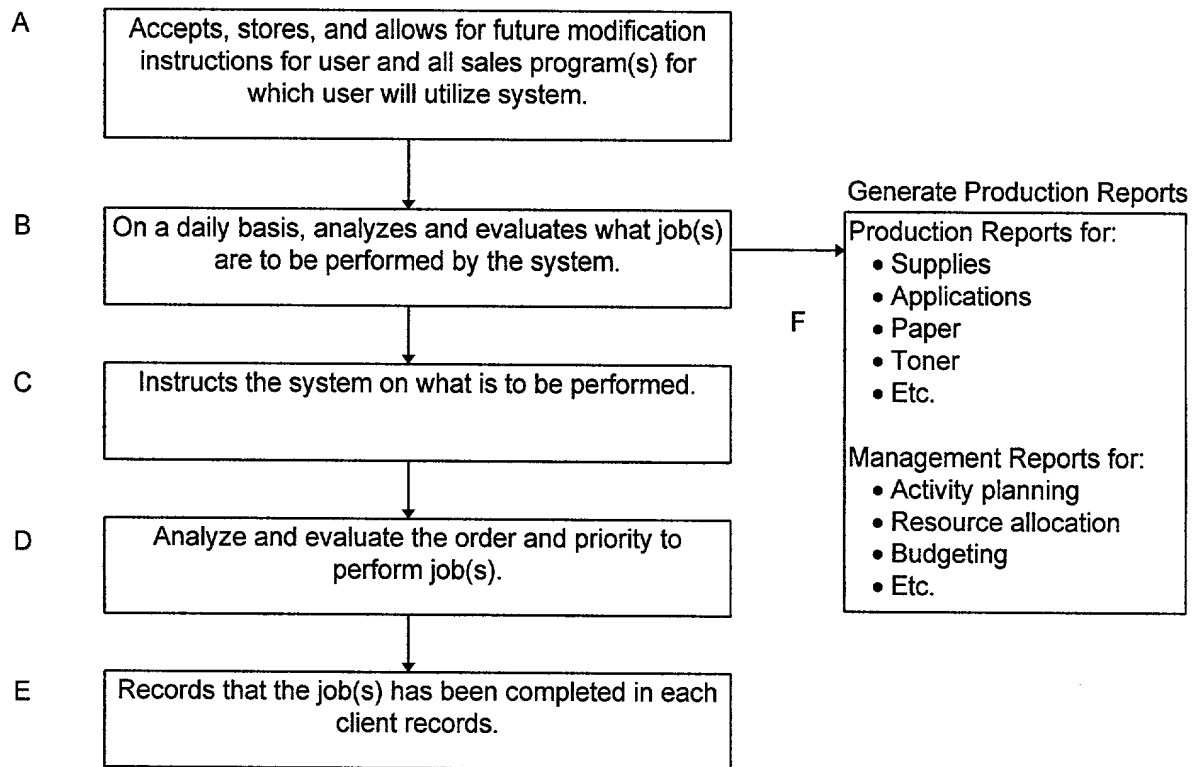 A
Accepts, stores, and allows for future modification
instructions for user and all sales program(s) for
which user will utilize system.
B
On a daily basis, analyzes and evaluates what job(s)
are to be performed by the system.
C
Instructs the system on what is to be performed.
D
Analyze and evaluate the order and priority to
perform job(s).
E
Records that the job(s) has been completed in each
client records.
F
Generate Production Reports
Production Reports for:
• Supplies
• Applications
• Paper
• Toner
• Etc.
Management Reports for:
• Activity planning
• Resource allocation
• Budgeting
• Etc.